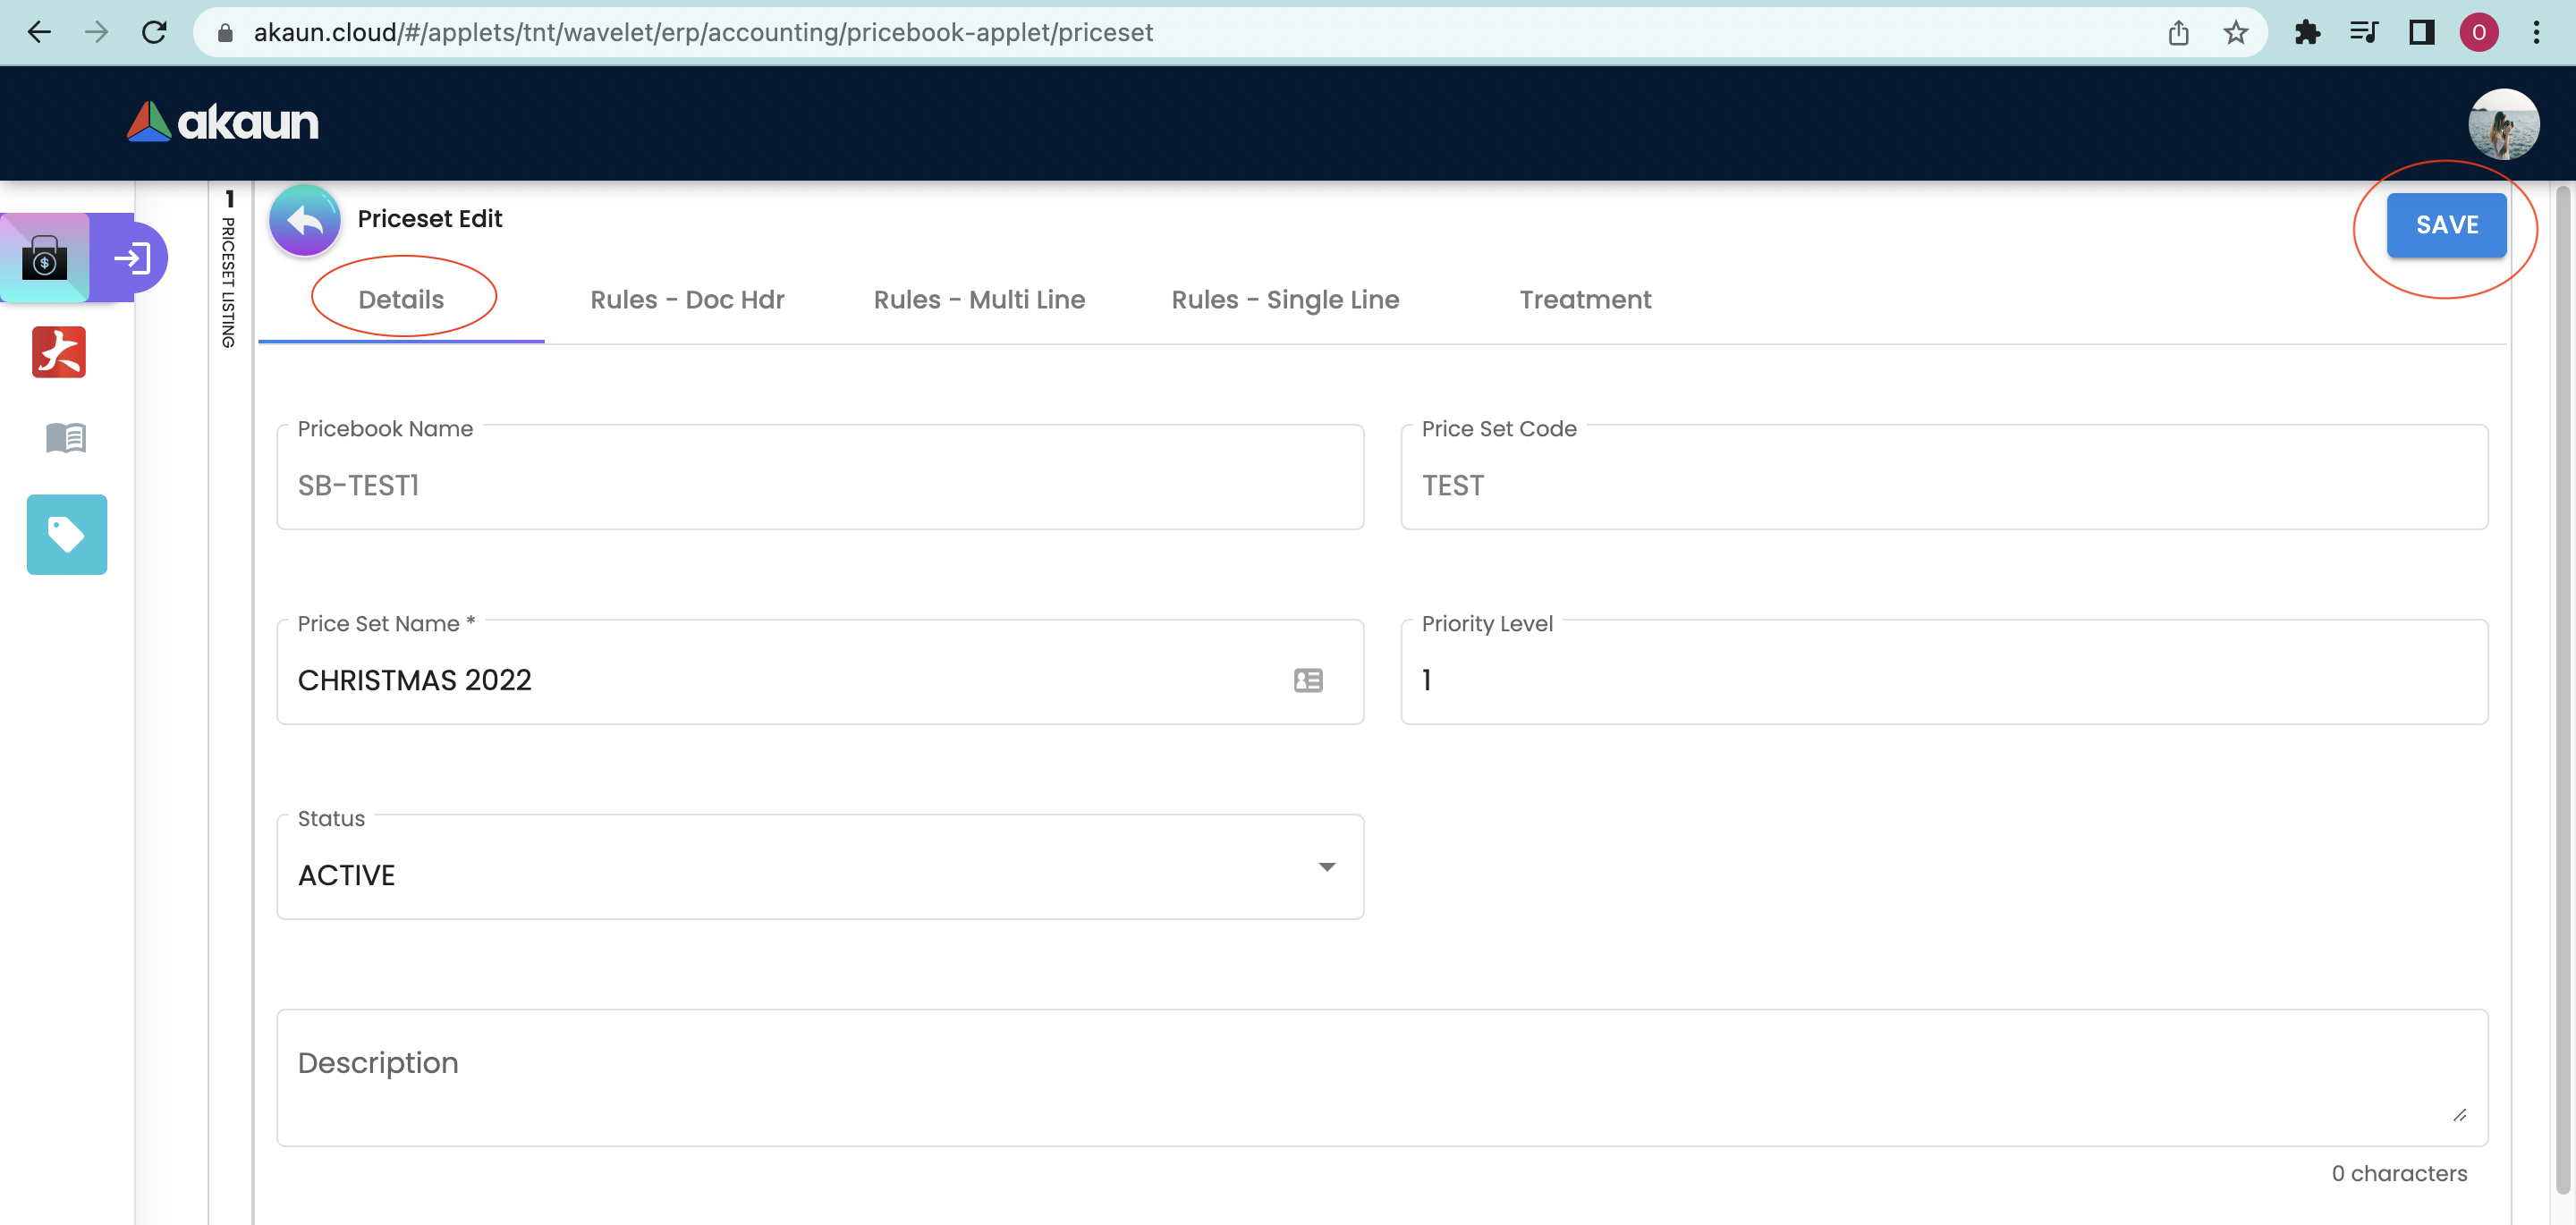 akaun.cloud/#/applets/tnt/wavelet/erp/accounting/pricebook-applet/priceset
O
akaun
1 PRICESET LISTING
Priceset Edit
SAVE
Details
Rules - Doc Hdr
Rules - Multi Line
Rules - Single Line
Treatment
$
Pricebook Name
SB-TEST1
Price Set Code
TEST
Price Set Name *
CHRISTMAS 2022
Priority Level
1
Status
ACTIVE
Description
0 characters